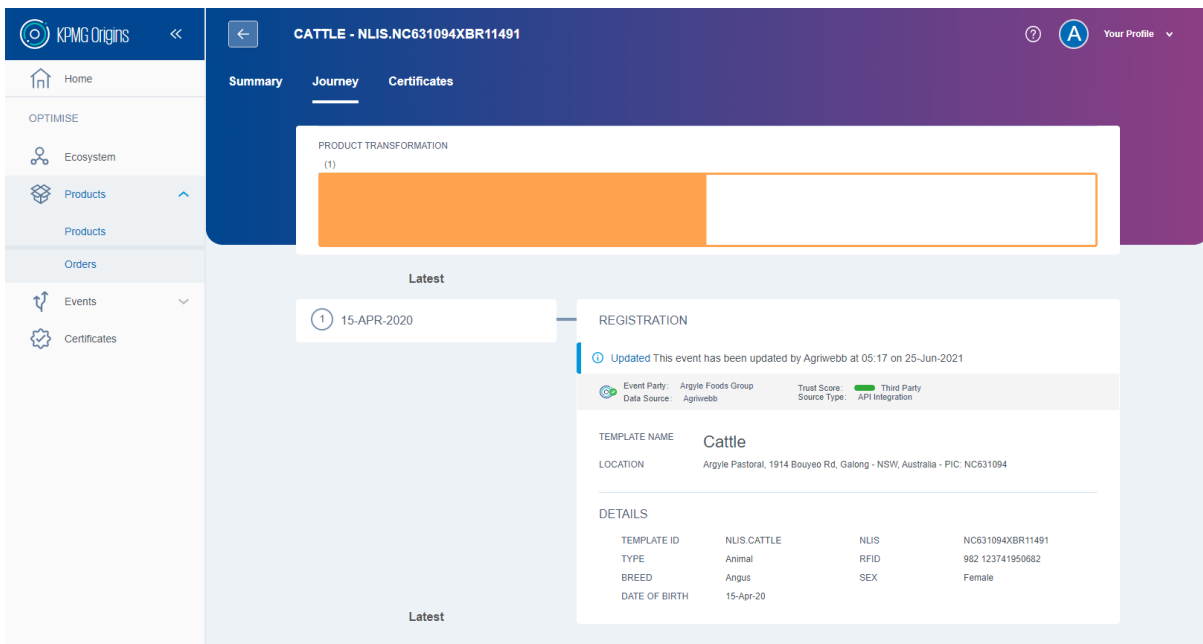 KPMG Origins
CATTLE - NLIS.NC631094XBR11491
A
Your Profile
Home
OPTIMISE
Ecosystem
Products
Products
Orders
Events
Certificates
Summary Journey Certificates
PRODUCT TRANSFORMATION
(1)
Latest
1 15-APR-2020
REGISTRATION
Updated This event has been updated by Agriwebb at 05:17 on 25-Jun-2021
Event Party: Argyle Foods Group Trust Score: Third Party
Data Source: Agriwebb Source Type: API Integration
TEMPLATE NAME Cattle
LOCATION Argyle Pastoral, 1914 Bouyeo Rd, Galong - NSW, Australia - PIC: NC631094
DETAILS
TEMPLATE ID NLIS.CATTLE NLIS NC631094XBR11491
TYPE Animal RFID 982 123741950682
BREED Angus SEX Female
DATE OF BIRTH 15-Apr-20
Latest